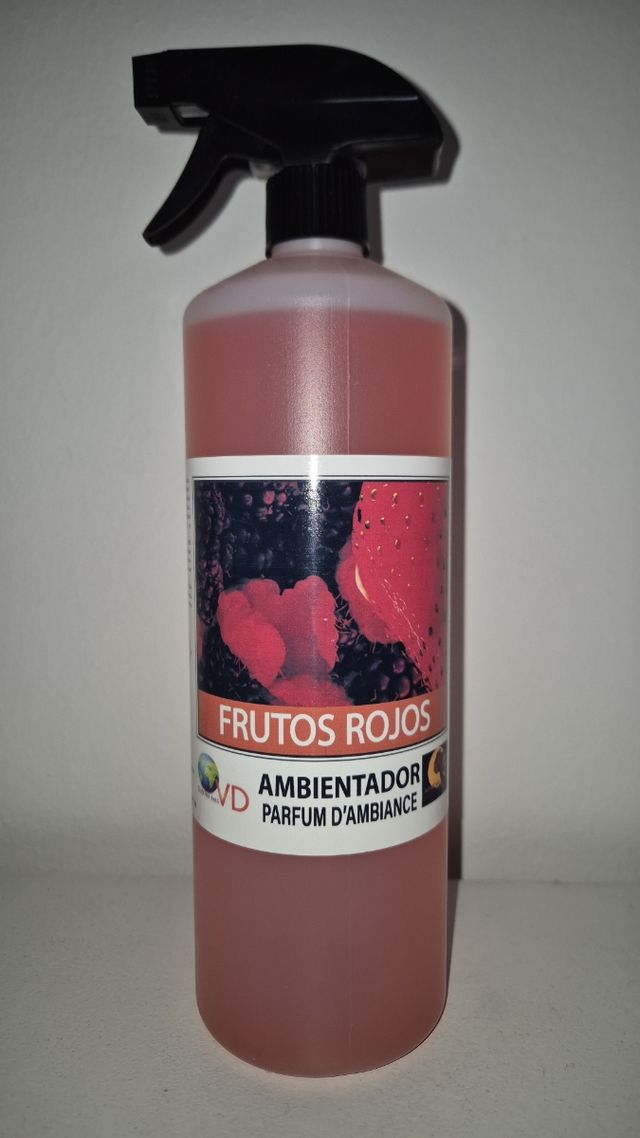 FRUTOS ROJOS
VD
AMBIENTADOR
PARFUM D'AMBIANCE